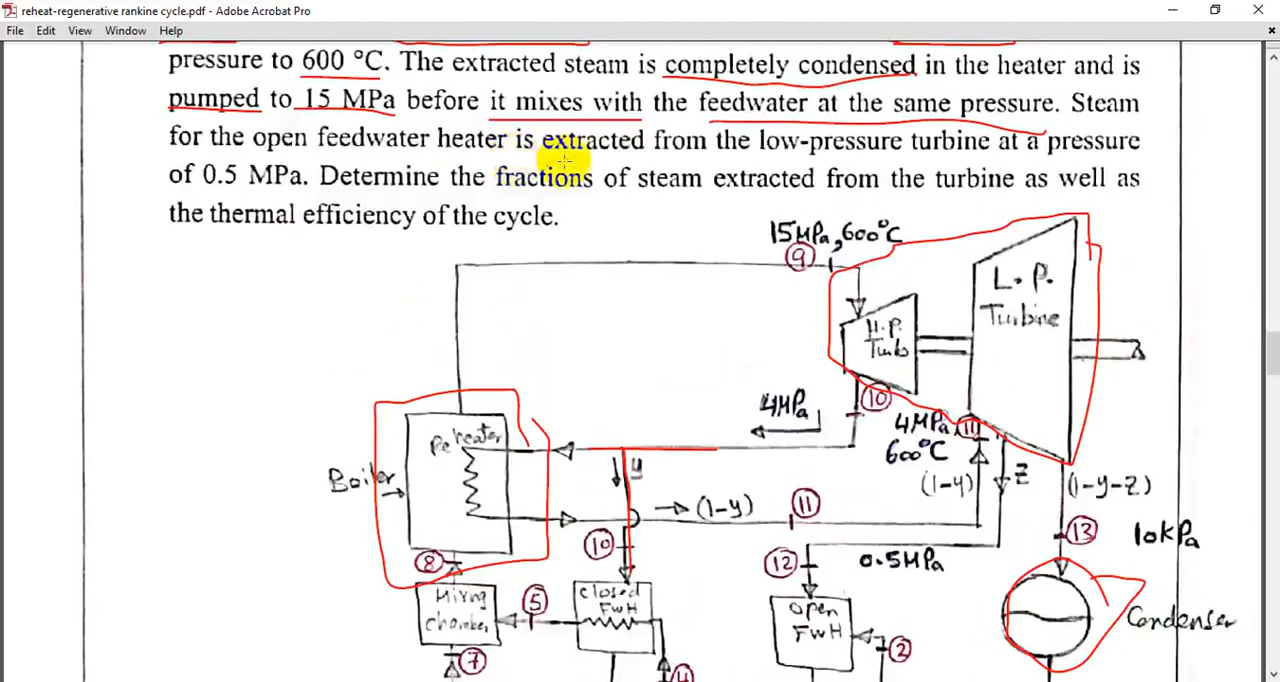 reheat-regenerative rankine cycle.pdf - Adobe Acrobat Pro
File Edit View Window Help
pressure to 600 °C. The extracted steam is completely condensed in the heater and is
pumped to 15 MPa before it mixes with the feedwater at the same pressure. Steam
for the open feedwater heater is extracted from the low-pressure turbine at a pressure
of 0.5 MPa. Determine the fractions of steam extracted from the turbine as well as
the thermal efficiency of the cycle.
15MPa, 600°C
9
L.P.
Turbine
H.P.
Turb
10
4MPa
4MPa, 11
600°C
Reheater
Boiler
y
(1-y)
Z
(1-y-z)
(1-y)
11
10
13
10kPa
12
0.5MPa
8
Mixing
chamber
5
closed
FWH
open
FWH
2
Condenser
7
4